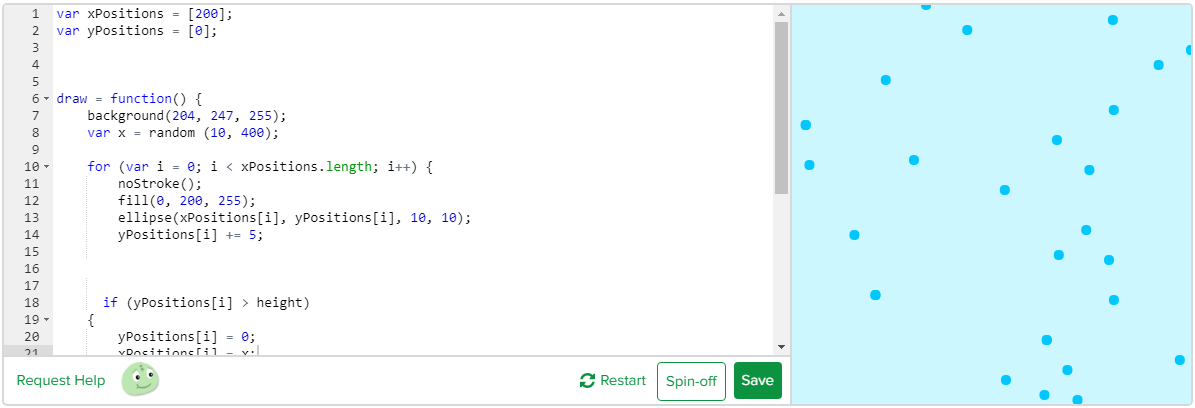 1 var xPositions = [200];
2 var yPositions = [0];
3
4
5
6 draw = function() {
7 background(204, 247, 255);
8 var x = random (10, 400);
9
10 for (var i = 0; i < xPositions.length; i++) {
11 noStroke();
12 fill(0, 200, 255);
13 ellipse(xPositions[i], yPositions[i], 10, 10);
14 yPositions[i] += 5;
15
16
17
18 if (yPositions[i] > height)
19 {
20 yPositions[i] = 0;
21 xPositions[i] = x;
Request Help Restart Spin-off Save